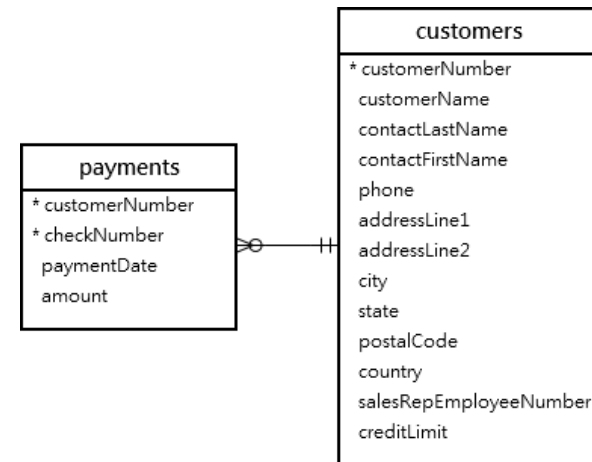 customers
* customerNumber
customerName
contactLastName
contactFirstName
phone
addressLine1
addressLine2
city
state
postalCode
country
salesRepEmployeeNumber
creditLimit
payments
* customerNumber
* checkNumber
paymentDate
amount